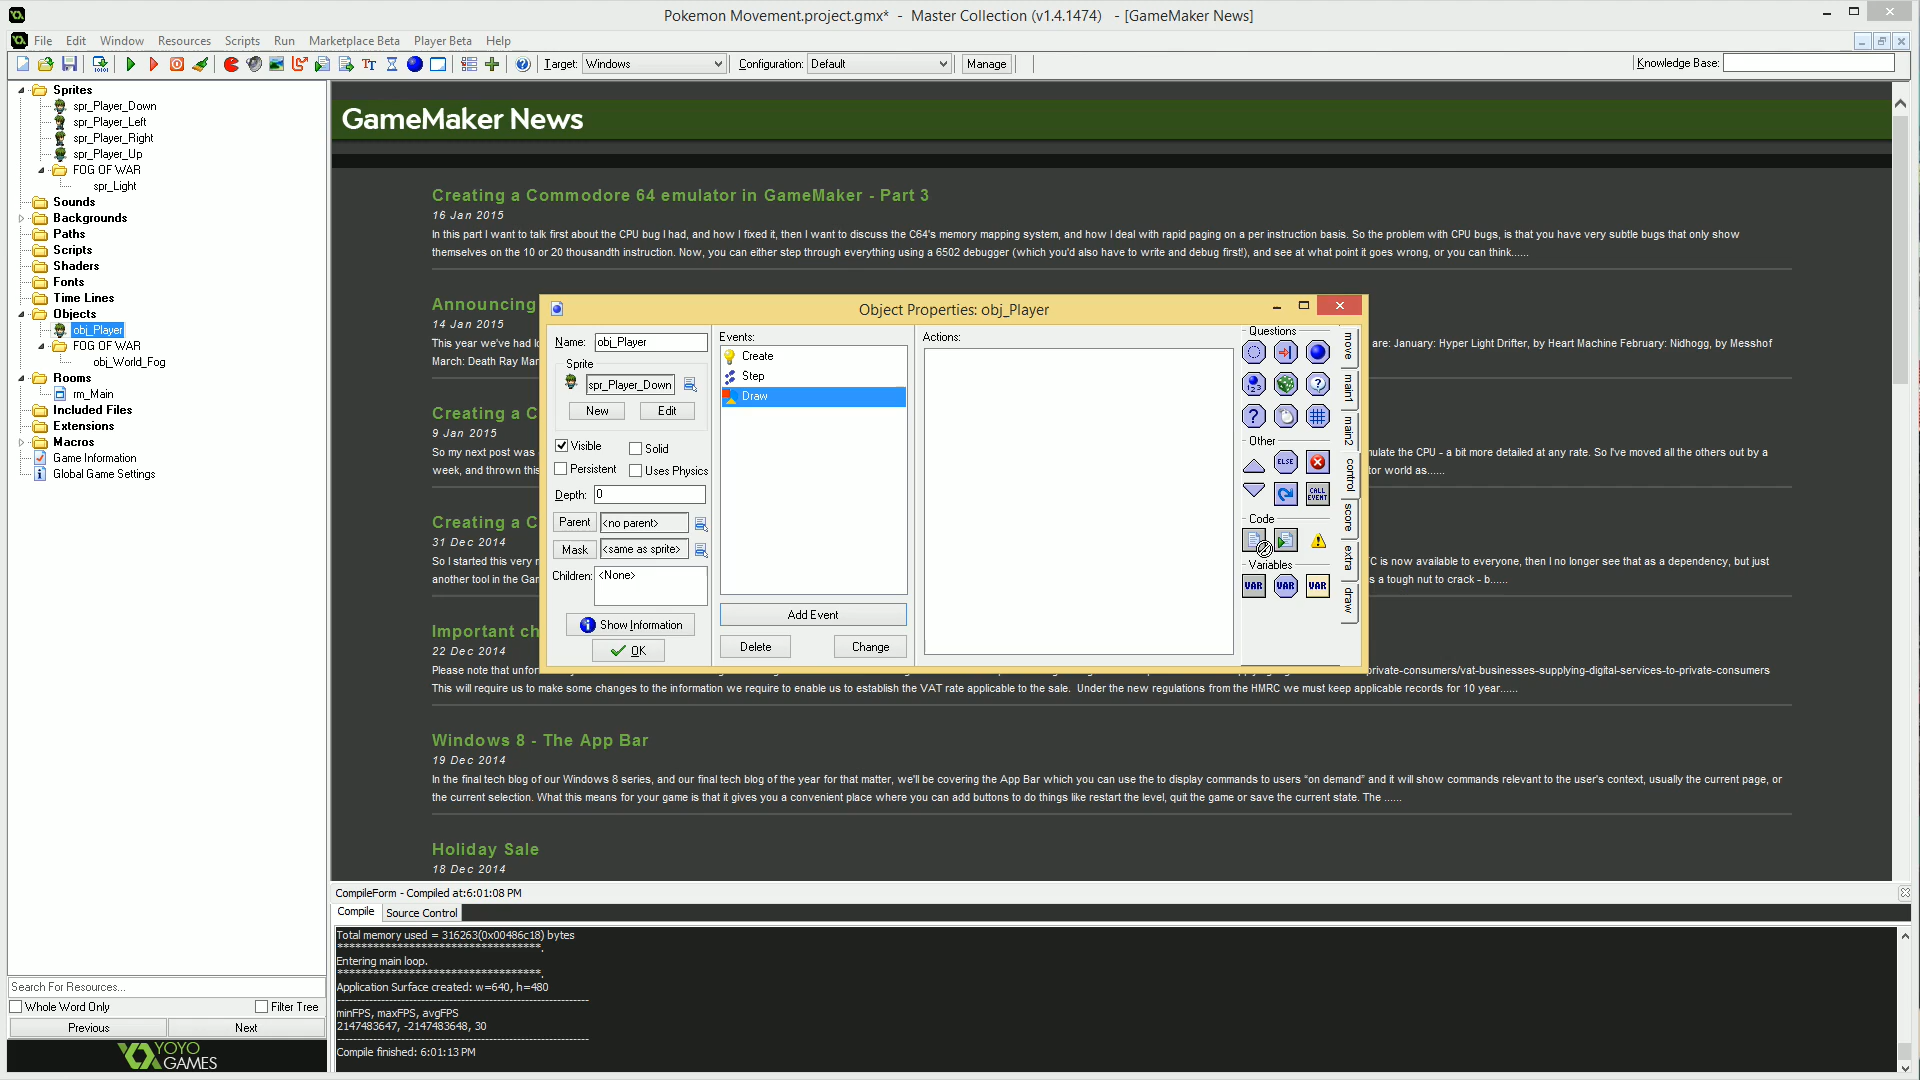 Pokemon Movement.project.gmx* - Master Collection (v1.4.1474) - [GameMaker News]
File Edit Window Resources Scripts Run Marketplace Beta Player Beta Help
Target: Windows Configuration: Default Manage Knowledge Base:
Sprites
spr_Player_Down
spr_Player_Left
spr_Player_Right
spr_Player_Up
FOG OF WAR
spr_Light
Sounds
Backgrounds
Paths
Scripts
Shaders
Fonts
Time Lines
Objects
obj_Player
FOG OF WAR
obj_World_Fog
Rooms
rm_Main
Included Files
Extensions
Macros
Game Information
Global Game Settings
Search For Resources...
Whole Word Only Filter Tree
Previous Next
YOYO
GAMES
GameMaker News
Creating a Commodore 64 emulator in GameMaker - Part 3
16 Jan 2015
In this part I want to talk first about the CPU bug I had, and how I fixed it, then I want to discuss the C64's memory mapping system, and how I deal with rapid paging on a per instruction basis. So the problem with CPU bugs, is that you have very subtle bugs that only show
themselves on the 10 or 20 thousandth instruction. Now, you can either step through everything using a 6502 debugger (which you'd also have to write and debug first!), and see at what point it goes wrong, or you can think......
Announcing
14 Jan 2015
This year we've had lo
are: January: Hyper Light Drifter, by Heart Machine February: Nidhogg, by Messhof
March: Death Ray Man
Creating a C
9 Jan 2015
So my next post was
mulate the CPU - a bit more detailed at any rate. So I've moved all the others out by a
week, and thrown this
tor world as......
Creating a C
31 Dec 2014
So I started this very r
TC is now available to everyone, then I no longer see that as a dependency, but just
another tool in the Gam
s a tough nut to crack - b......
Important ch
22 Dec 2014
Please note that unfor
private-consumers/vat-businesses-supplying-digital-services-to-private-consumers
This will require us to make some changes to the information we require to enable us to establish the VAT rate applicable to the sale. Under the new regulations from the HMRC we must keep applicable records for 10 year......
Windows 8 - The App Bar
19 Dec 2014
In the final tech blog of our Windows 8 series, and our final tech blog of the year for that matter, we'll be covering the App Bar which you can use the to display commands to users "on demand" and it will show commands relevant to the user's context, usually the current page, or
the current selection. What this means for your game is that it gives you a convenient place where you can add buttons to do things like restart the level, quit the game or save the current state. The ......
Holiday Sale
18 Dec 2014
Object Properties: obj_Player
Name: obj_Player
Sprite
spr_Player_Down
New Edit
Visible Solid
Persistent Uses Physics
Depth: 0
Parent <no parent>
Mask <same as sprite>
Children: <None>
Show Information
OK
Events:
Create
Step
Draw
Add Event
Delete Change
Actions:
Questions
Other
ELSE
CALL EVENT
Code
Variables
VAR VAR VAR
move
main1
main2
control
score
extra
draw
CompileForm - Compiled at:6:01:08 PM
Compile Source Control
Total memory used = 316263(0x00486c18) bytes
**********************************.
Entering main loop.
**********************************.
Application Surface created: w=640, h=480
---------------------------------------------------------------
minFPS, maxFPS, avgFPS
2147483647, -2147483648, 30
---------------------------------------------------------------
Compile finished: 6:01:13 PM